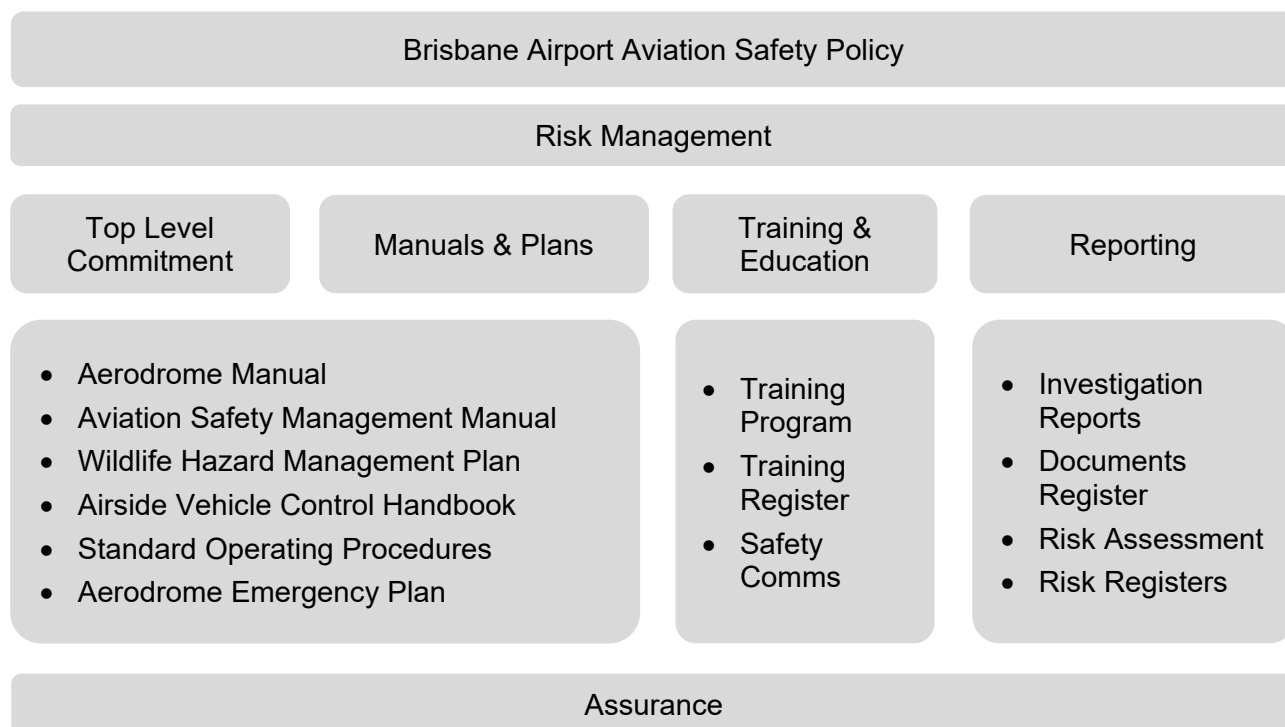 Brisbane Airport Aviation Safety Policy
Risk Management
Top Level
Commitment
Manuals & Plans
Training &
Education
Reporting
• Aerodrome Manual
• Aviation Safety Management Manual
• Wildlife Hazard Management Plan
• Airside Vehicle Control Handbook
• Standard Operating Procedures
• Aerodrome Emergency Plan
• Training
Program
• Training
Register
• Safety
Comms
• Investigation
Reports
• Documents
Register
• Risk Assessment
• Risk Registers
Assurance